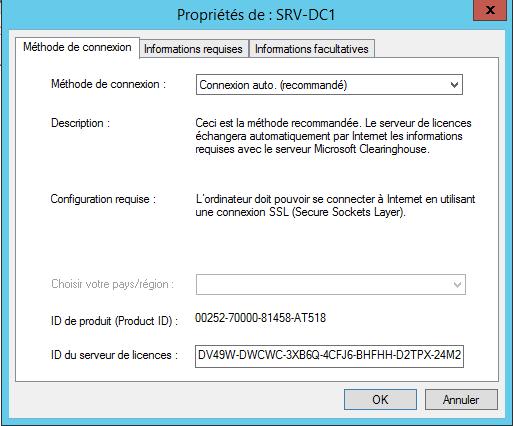 Propriétés de : SRV-DC1
x
Méthode de connexion
Informations requises
Informations facultatives
Méthode de connexion :
Connexion auto. (recommandé)
Description :
Ceci est la méthode recommandée. Le serveur de licences
échangera automatiquement par Internet les informations
requises avec le serveur Microsoft Clearinghouse.
Configuration requise :
L'ordinateur doit pouvoir se connecter à Internet en utilisant
une connexion SSL (Secure Sockets Layer).
Choisir votre pays/région :
ID de produit (Product ID) :
00252-70000-81458-AT518
ID du serveur de licences :
DV49W-DWCWC-3XB6Q-4CFJ6-BHFHH-D2TPX-24M2
OK
Annuler